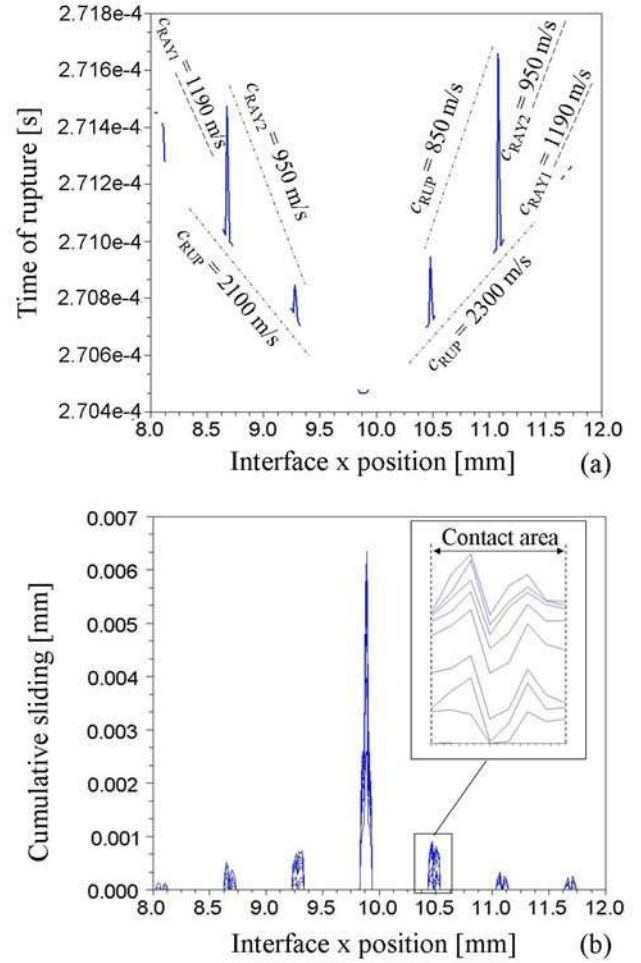 2.718e-4
2.716e-4
2.714e-4
2.712e-4
2.710e-4
2.708e-4
2.706e-4
2.704e-4
Time of rupture [s]
cRAY1 = 1190 m/s
cRAY2 = 950 m/s
cRUP = 2100 m/s
cRUP = 850 m/s
cRAY2 = 950 m/s
cRAY1 = 1190 m/s
cRUP = 2300 m/s
8.0 8.5 9.0 9.5 10.0 10.5 11.0 11.5 12.0
Interface x position [mm] (a)
0.007
0.006
0.005
0.004
0.003
0.002
0.001
0.000
Cumulative sliding [mm]
Contact area
8.0 8.5 9.0 9.5 10.0 10.5 11.0 11.5 12.0
Interface x position [mm] (b)